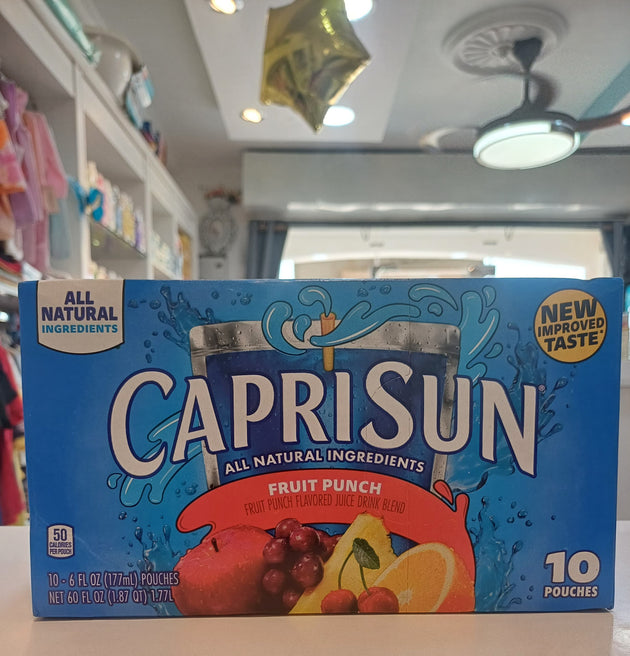 ALL
NATURAL
INGREDIENTS
NEW
IMPROVED
TASTE*
CAPRISUN®
ALL NATURAL INGREDIENTS
FRUIT PUNCH
FRUIT PUNCH FLAVORED JUICE DRINK BLEND
50
CALORIES
PER POUCH
10 - 6 FL OZ (177mL) POUCHES
NET 60 FL OZ (1.87 QT) 1.77L
10
POUCHES